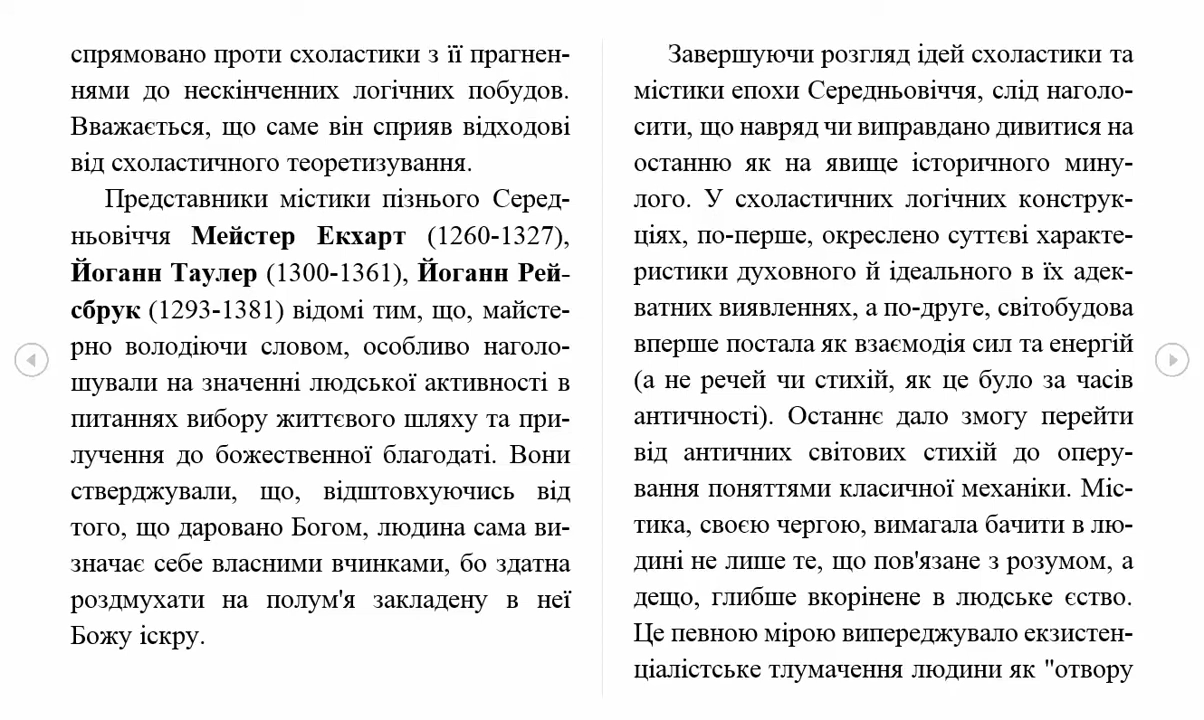 спрямовано проти схоластики з її прагнен-
нями до нескінченних логічних побудов.
Вважається, що саме він сприяв відходові
від схоластичного теоретизування.
Представники містики пізнього Серед-
ньовіччя Мейстер Екхарт (1260-1327),
Йоганн Таулер (1300-1361), Йоганн Рей-
сбрук (1293-1381) відомі тим, що, майсте-
рно володіючи словом, особливо наголо-
шували на значенні людської активності в
питаннях вибору життєвого шляху та при-
лучення до божественної благодаті. Вони
стверджували, що, відштовхуючись від
того, що даровано Богом, людина сама ви-
значає себе власними вчинками, бо здатна
роздмухати на полум'я закладену в неї
Божу іскру.
Завершуючи розгляд ідей схоластики та
містики епохи Середньовіччя, слід наголо-
сити, що навряд чи виправдано дивитися на
останню як на явище історичного мину-
лого. У схоластичних логічних конструк-
ціях, по-перше, окреслено суттєві характе-
ристики духовного й ідеального в їх адек-
ватних виявленнях, а по-друге, світобудова
вперше постала як взаємодія сил та енергій
(а не речей чи стихій, як це було за часів
античності). Останнє дало змогу перейти
від античних світових стихій до оперу-
вання поняттями класичної механіки. Міс-
тика, своєю чергою, вимагала бачити в лю-
дині не лише те, що пов'язане з розумом, а
дещо, глибше вкорінене в людське єство.
Це певною мірою випереджувало екзистен-
ціалістське тлумачення людини як "отвору